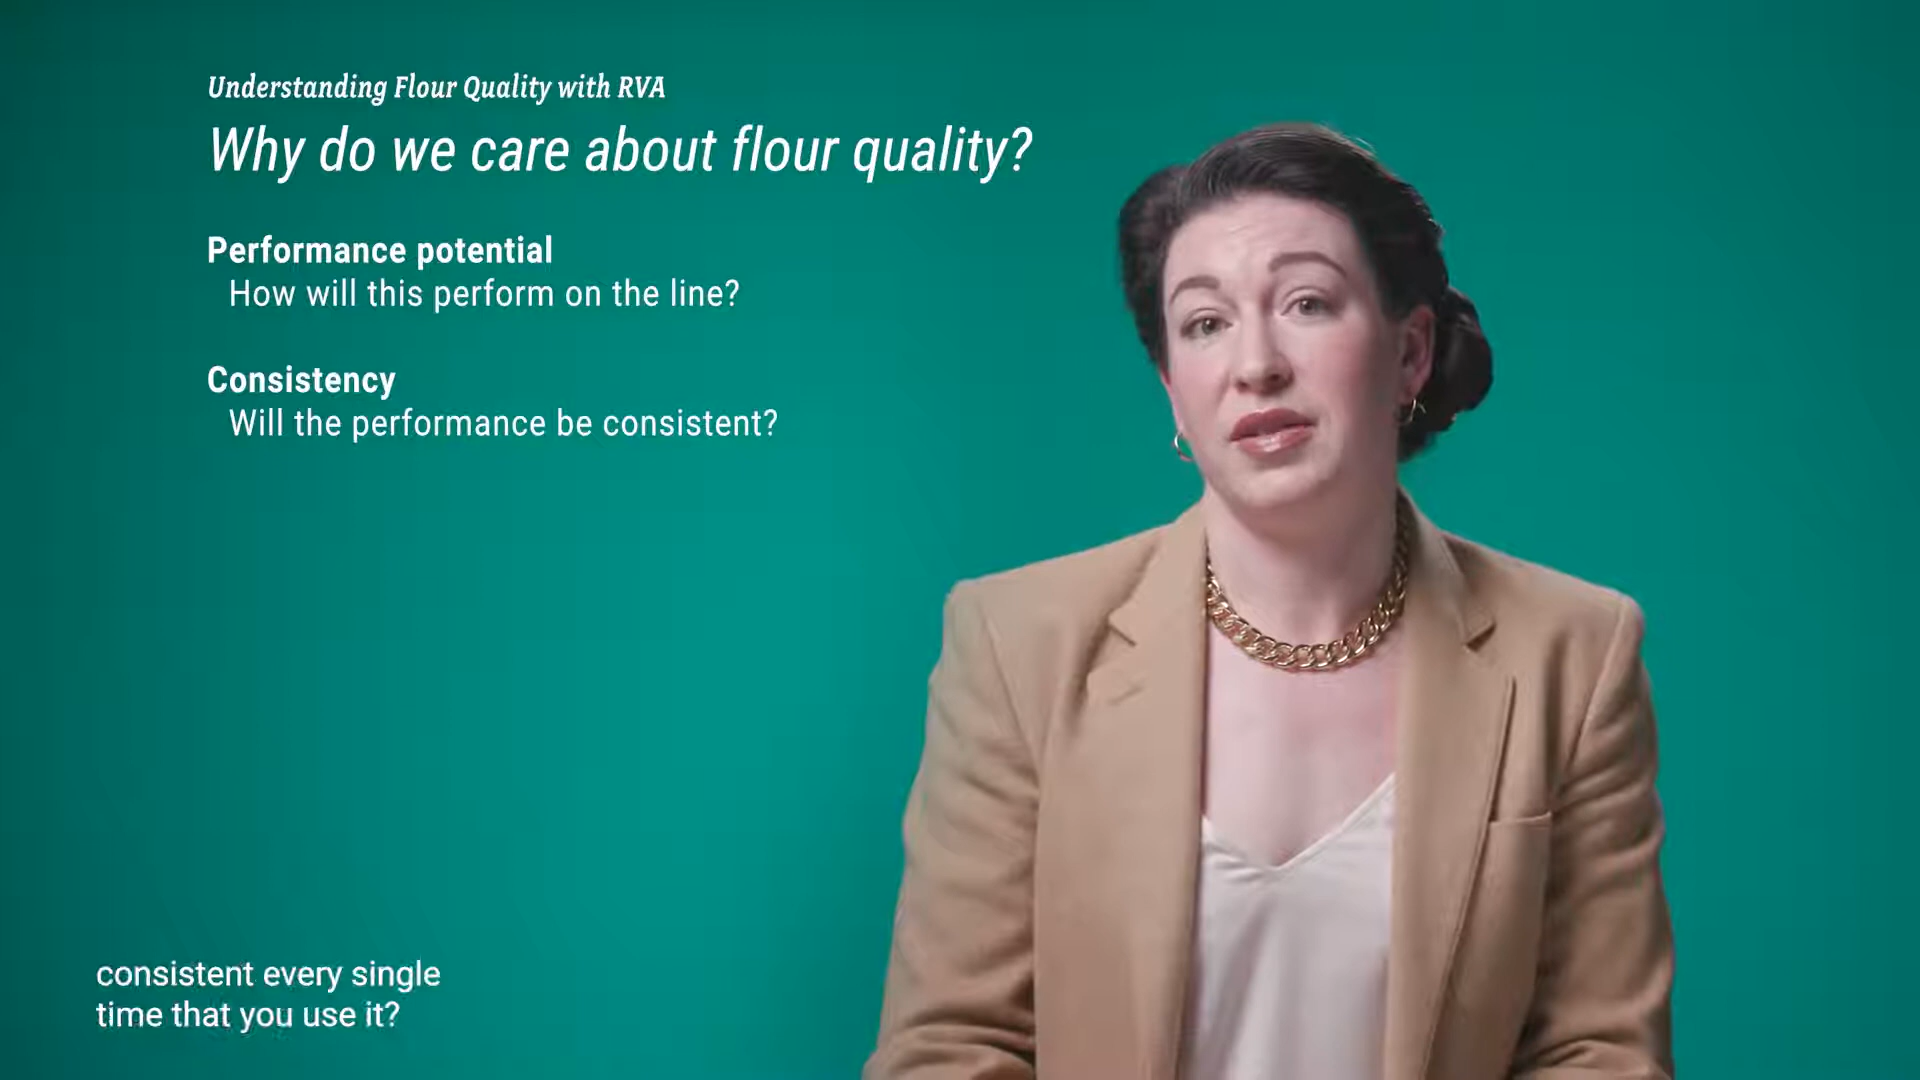 Understanding Flour Quality with RVA
Why do we care about flour quality?
Performance potential
How will this perform on the line?
Consistency
Will the performance be consistent?
consistent every single
time that you use it?